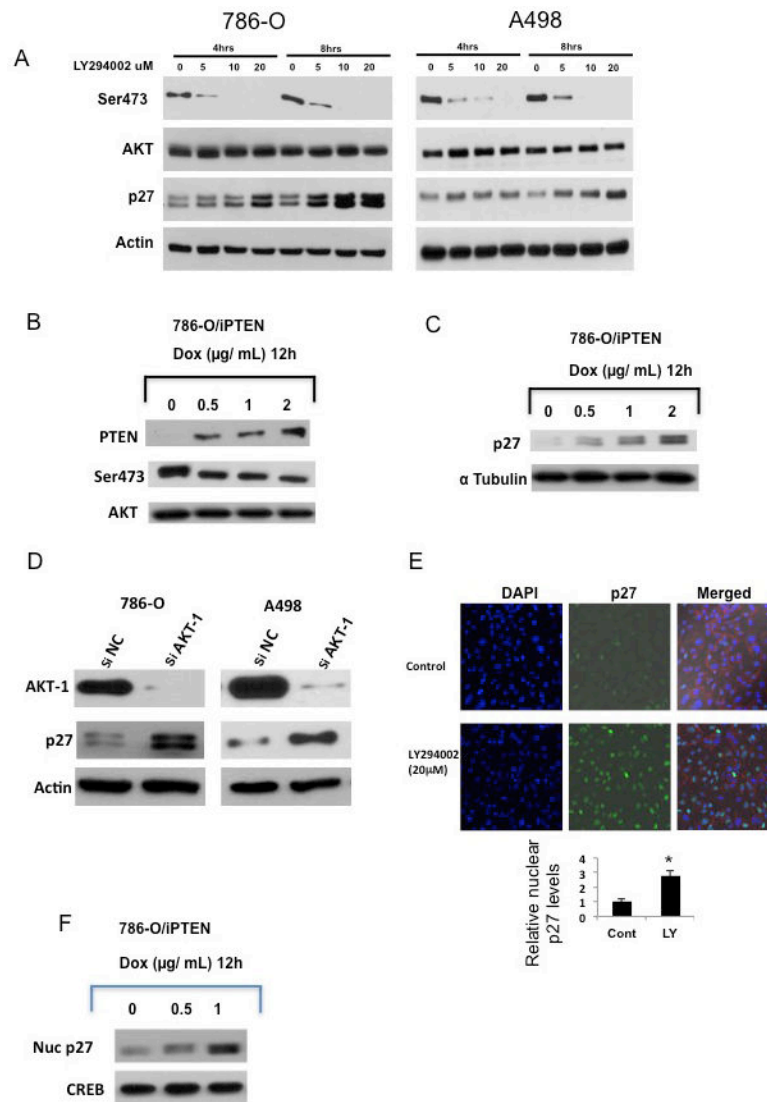 786-O A498
A
4hrs 8hrs 4hrs 8hrs
LY294002 uM 0 5 10 20 0 5 10 20 0 5 10 20 0 5 10 20
Ser473
AKT
p27
Actin
B
786-O/iPTEN
Dox (µg/ mL) 12h
0 0.5 1 2
PTEN
Ser473
AKT
C
786-O/iPTEN
Dox (µg/ mL) 12h
0 0.5 1 2
p27
α Tubulin
D
786-O A498
si NC si AKT-1 si NC si AKT-1
AKT-1
p27
Actin
E
DAPI p27 Merged
Control
LY294002
(20µM)
Relative nuclear
p27 levels
4
3
2
1
0
*
Cont LY
F
786-O/iPTEN
Dox (µg/ mL) 12h
0 0.5 1
Nuc p27
CREB